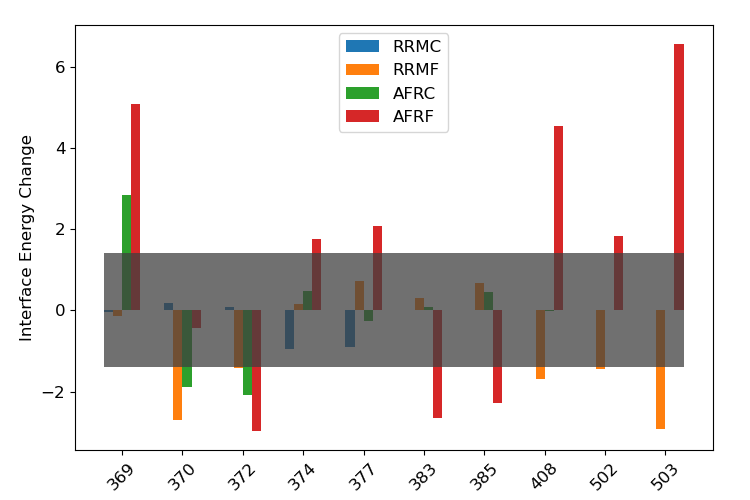 RRMC
RRMF
AFRC
AFRF
Interface Energy Change
6
4
2
0
−2
369 370 372 374 377 383 385 408 502 503